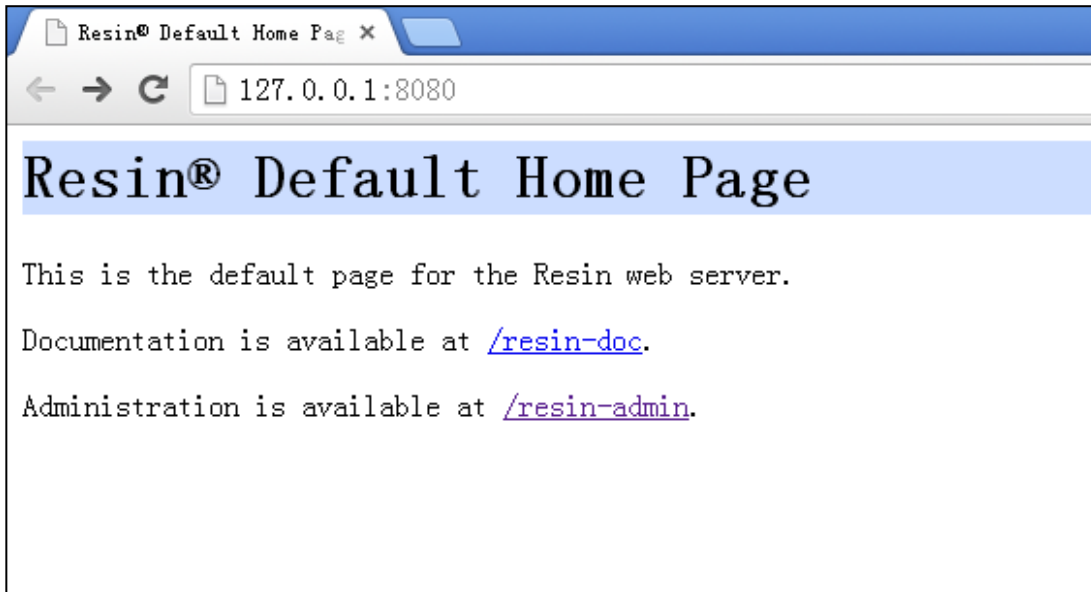 Resin® Default Home Pag
127.0.0.1:8080
Resin® Default Home Page
This is the default page for the Resin web server.
Documentation is available at /resin-doc.
Administration is available at /resin-admin.